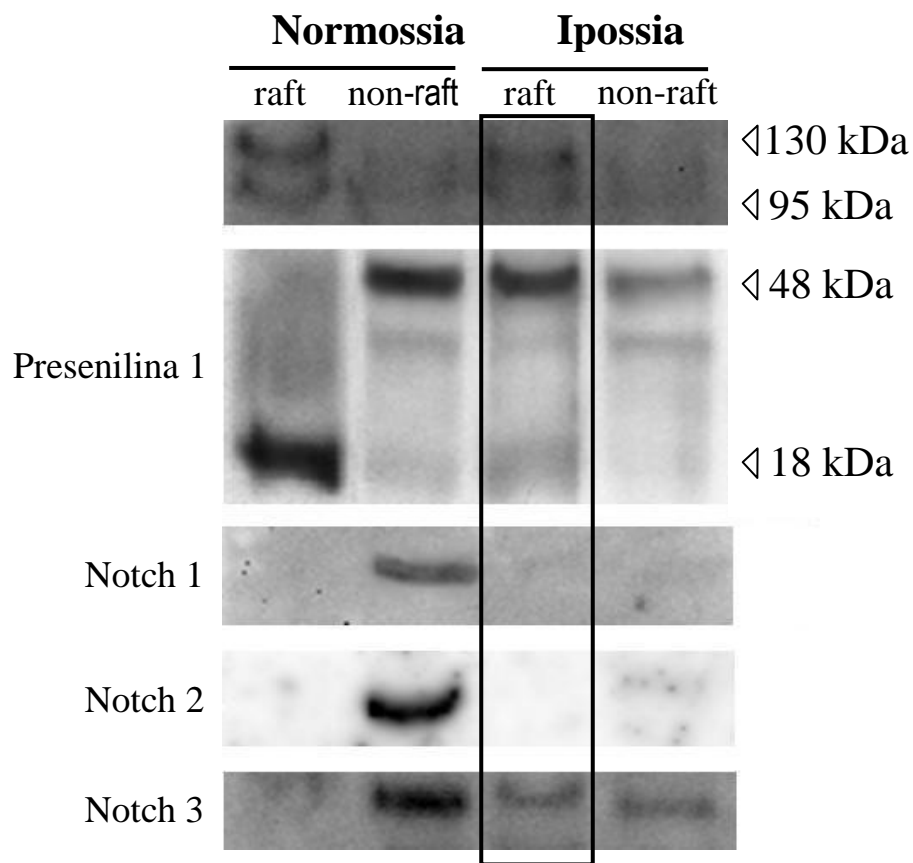 Normossia Ipossia
raft non-raft raft non-raft
◁130 kDa
◁95 kDa
◁48 kDa
Presenilina 1
◁18 kDa
Notch 1
Notch 2
Notch 3